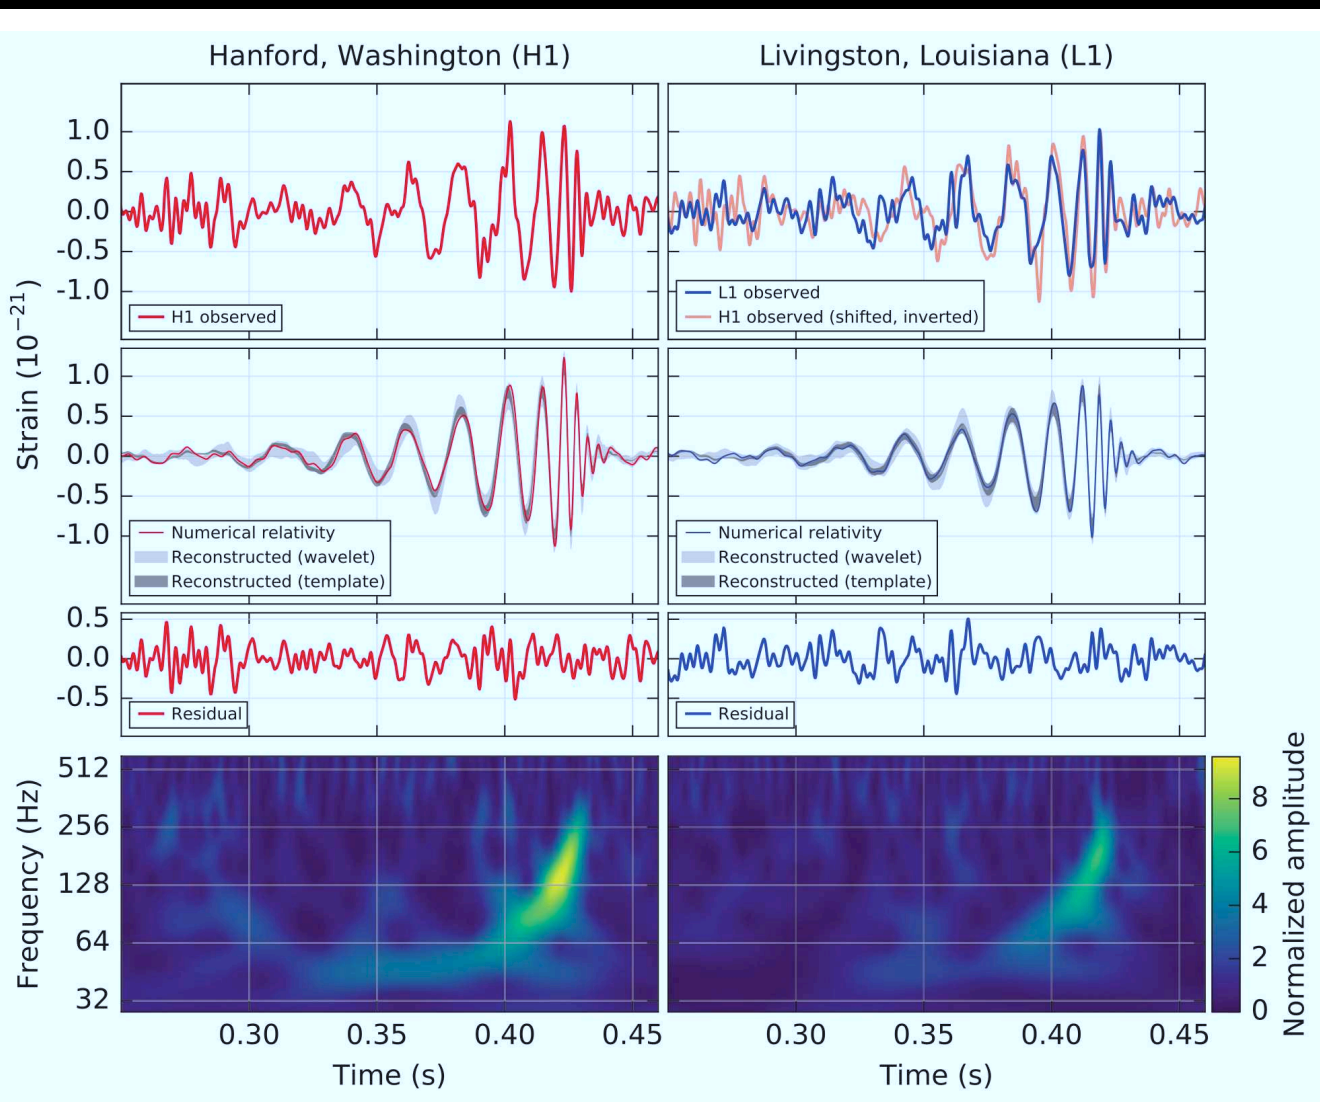 Hanford, Washington (H1)
Livingston, Louisiana (L1)
Strain (10⁻²¹)
1.0
0.5
0.0
-0.5
-1.0
H1 observed
L1 observed
H1 observed (shifted, inverted)
1.0
0.5
0.0
-0.5
-1.0
Numerical relativity
Reconstructed (wavelet)
Reconstructed (template)
Numerical relativity
Reconstructed (wavelet)
Reconstructed (template)
0.5
0.0
-0.5
Residual
Residual
Frequency (Hz)
512
256
128
64
32
Normalized amplitude
8
6
4
2
0
0.30 0.35 0.40 0.45
0.30 0.35 0.40 0.45
Time (s)
Time (s)